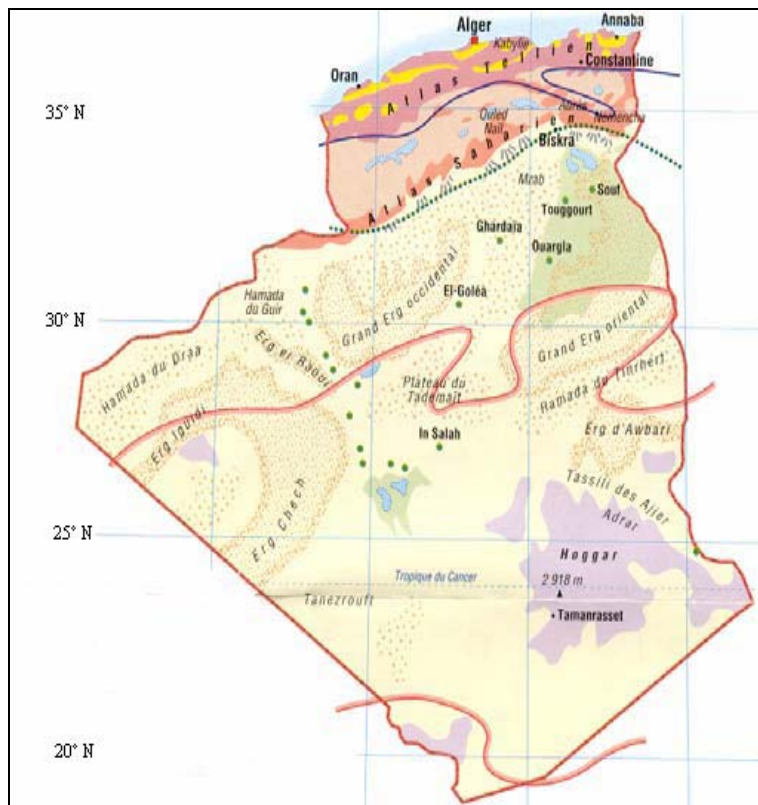 Annaba
Alger
Kabylie
Constantine
Oran
Atlas Tellien
35° N
Aurès
Ouled
Naïl
Nemencha
Atlas Saharien
Biskra
Mzab
Souf
Touggourt
Ghardaïa
Ouargla
Hamada
du Guir
El-Goléa
Grand Erg occidental
30° N
Erg er Raoui
Grand Erg oriental
Hamada du Draa
Plateau du
Tademaït
Hamada du Tinrhert
Erg Iguidi
In Salah
Erg d'Awbari
Tassili des Ajjer
Erg Chech
25° N
Adrar
Hoggar
Tropique du Cancer
2 918 m
Tanezrouft
Tamanrasset
20° N